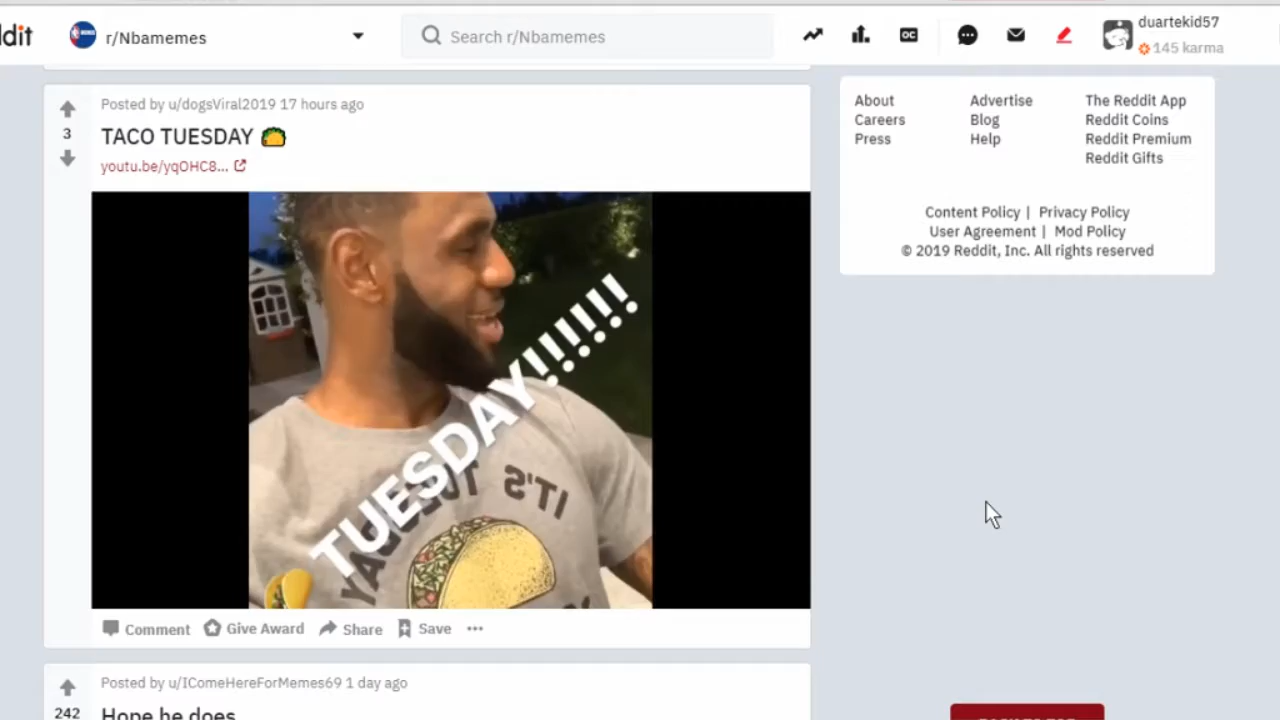 dit
r/Nbamemes
Search r/Nbamemes
duartekid57
145 karma
Posted by u/dogsViral2019 17 hours ago
3
TACO TUESDAY
youtu.be/yqOHC8...
TUESDAY!!!!!!
IT'S
Comment
Give Award
Share
Save
Posted by u/IComeHereForMemes69 1 day ago
242
Hope he does
About
Advertise
The Reddit App
Careers
Blog
Reddit Coins
Press
Help
Reddit Premium
Reddit Gifts
Content Policy | Privacy Policy
User Agreement | Mod Policy
© 2019 Reddit, Inc. All rights reserved